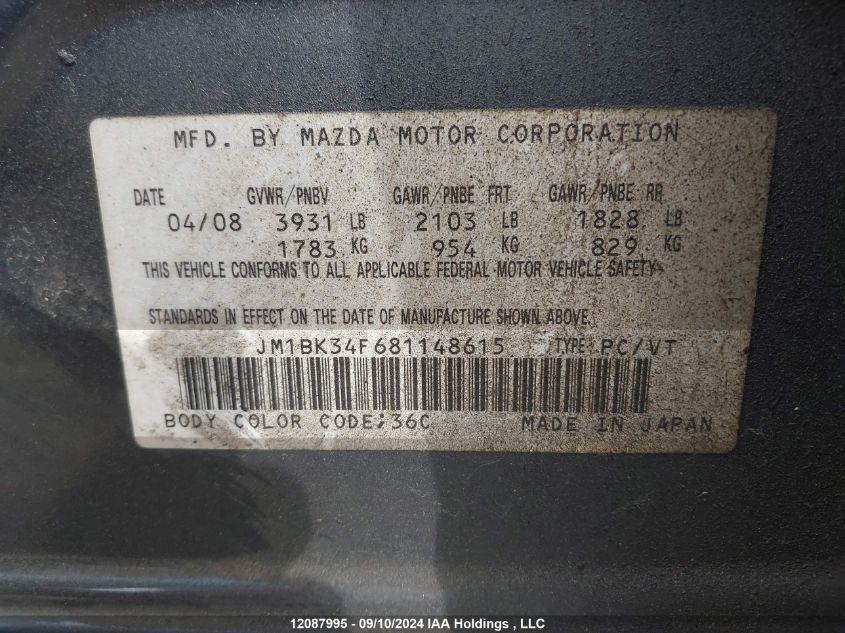 MFD. BY MAZDA MOTOR CORPORATION
DATE GVWR/PNBV GAWR/PNBE FRT GAWR/PNBE RR
04/08 3931 LB 2103 LB 1828 LB
1783 KG 954 KG 829 KG
THIS VEHICLE CONFORMS TO ALL APPLICABLE FEDERAL MOTOR VEHICLE SAFETY
STANDARDS IN EFFECT ON THE DATE OF MANUFACTURE SHOWN ABOVE.
JM1BK34F681148615 TYPE: PC/VT
BODY COLOR CODE:36C MADE IN JAPAN
12087995 - 09/10/2024 IAA Holdings , LLC